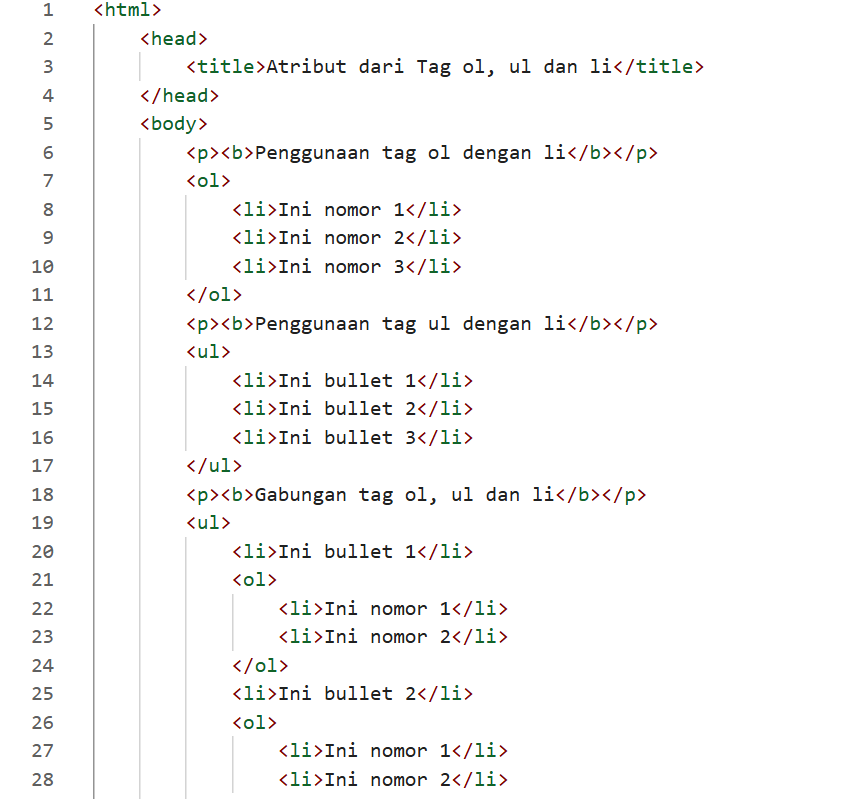 1 <html>
2 <head>
3 <title>Atribut dari Tag ol, ul dan li</title>
4 </head>
5 <body>
6 <p><b>Penggunaan tag ol dengan li</b></p>
7 <ol>
8 <li>Ini nomor 1</li>
9 <li>Ini nomor 2</li>
10 <li>Ini nomor 3</li>
11 </ol>
12 <p><b>Penggunaan tag ul dengan li</b></p>
13 <ul>
14 <li>Ini bullet 1</li>
15 <li>Ini bullet 2</li>
16 <li>Ini bullet 3</li>
17 </ul>
18 <p><b>Gabungan tag ol, ul dan li</b></p>
19 <ul>
20 <li>Ini bullet 1</li>
21 <ol>
22 <li>Ini nomor 1</li>
23 <li>Ini nomor 2</li>
24 </ol>
25 <li>Ini bullet 2</li>
26 <ol>
27 <li>Ini nomor 1</li>
28 <li>Ini nomor 2</li>